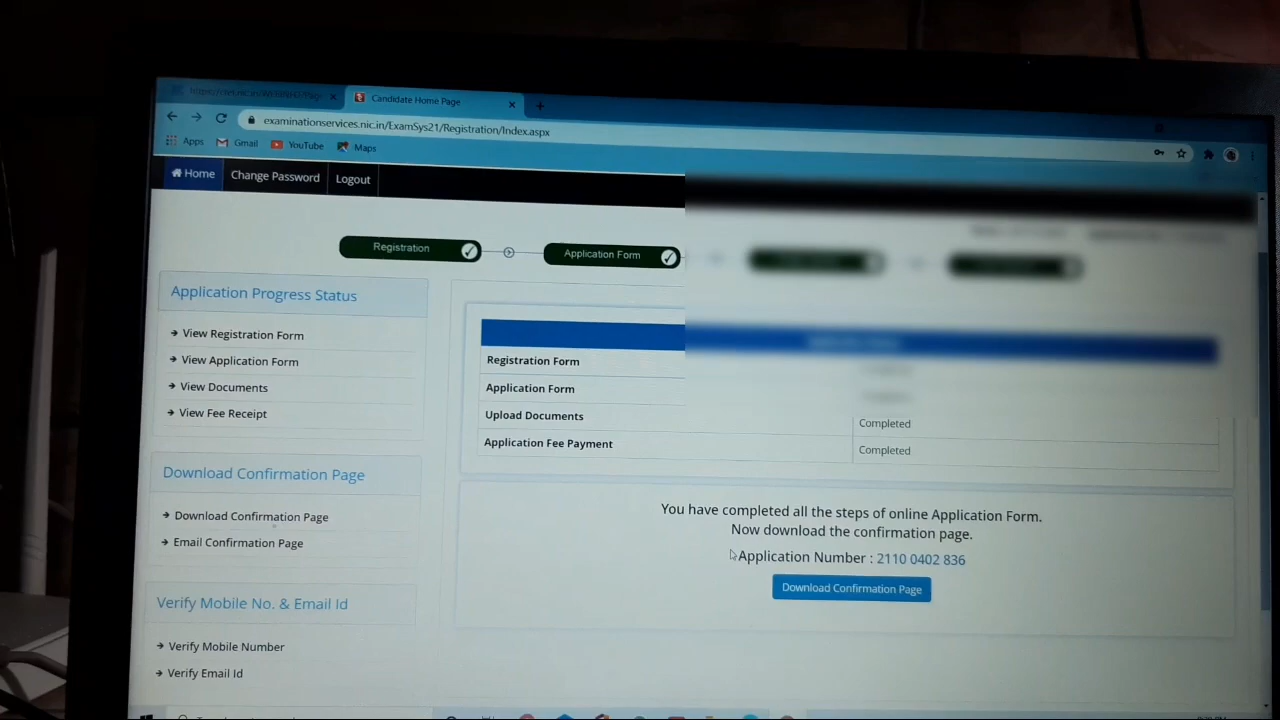 Candidate Home Page
examinationservices.nic.in/ExamSys21/Registration/Index.aspx
Apps Gmail YouTube Maps
Home Change Password Logout
Registration Application Form
Application Progress Status
View Registration Form
View Application Form
View Documents
View Fee Receipt
Registration Form
Application Form
Upload Documents Completed
Application Fee Payment Completed
Download Confirmation Page
Download Confirmation Page
Email Confirmation Page
You have completed all the steps of online Application Form.
Now download the confirmation page.
Application Number : 2110 0402 836
Download Confirmation Page
Verify Mobile No. & Email Id
Verify Mobile Number
Verify Email Id